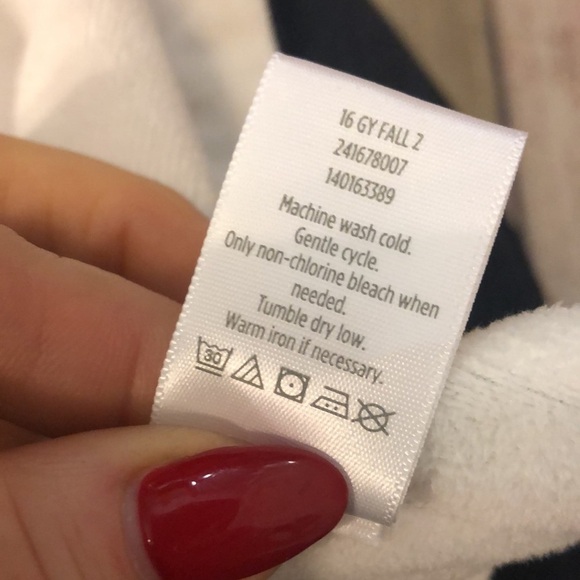 16 GY FALL 2
241678007
140163389
Machine wash cold.
Gentle cycle.
Only non-chlorine bleach when
needed.
Tumble dry low.
Warm iron if necessary.
30